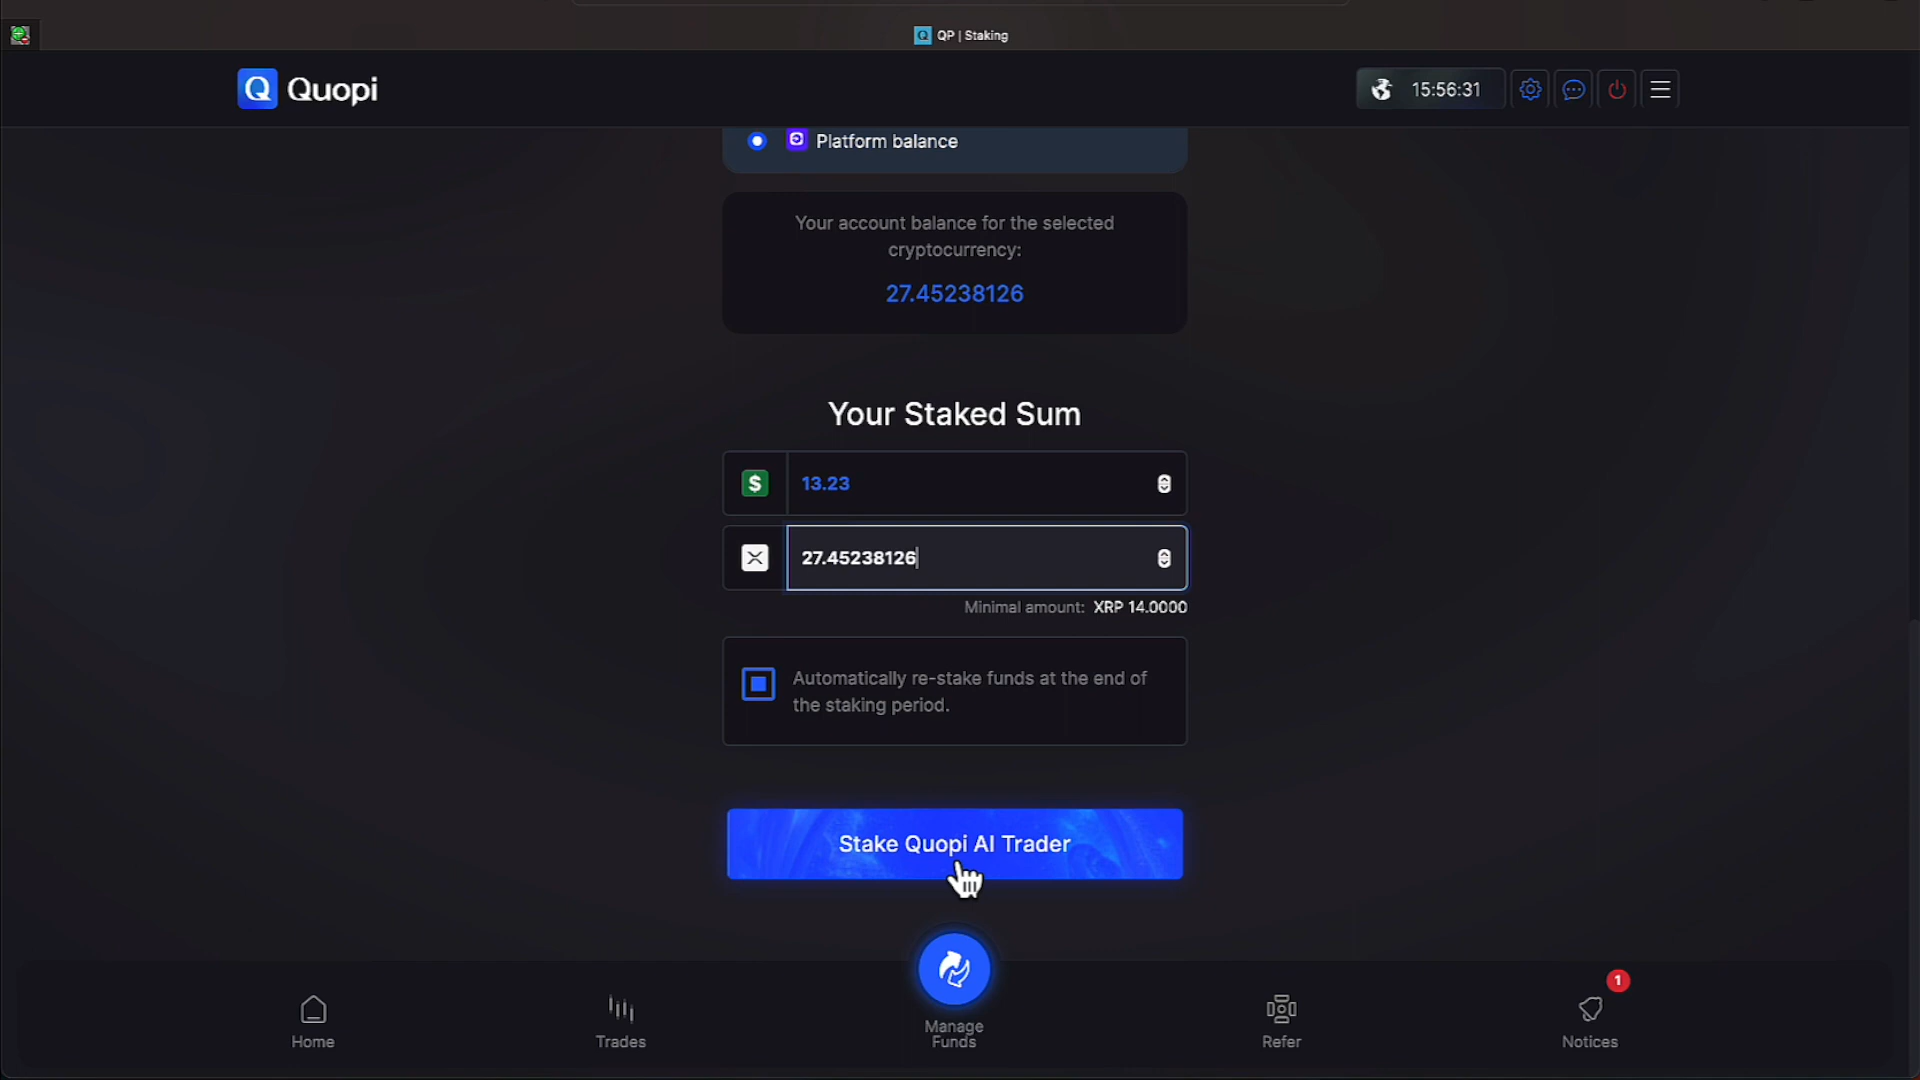 QP | Staking
Quopi
15:56:31
Platform balance
Your account balance for the selected
cryptocurrency:
27.45238126
Your Staked Sum
$ 13.23
27.45238126
Minimal amount: XRP 14.0000
Automatically re-stake funds at the end of
the staking period.
Stake Quopi AI Trader
Home
Trades
Manage
Funds
Refer
1
Notices